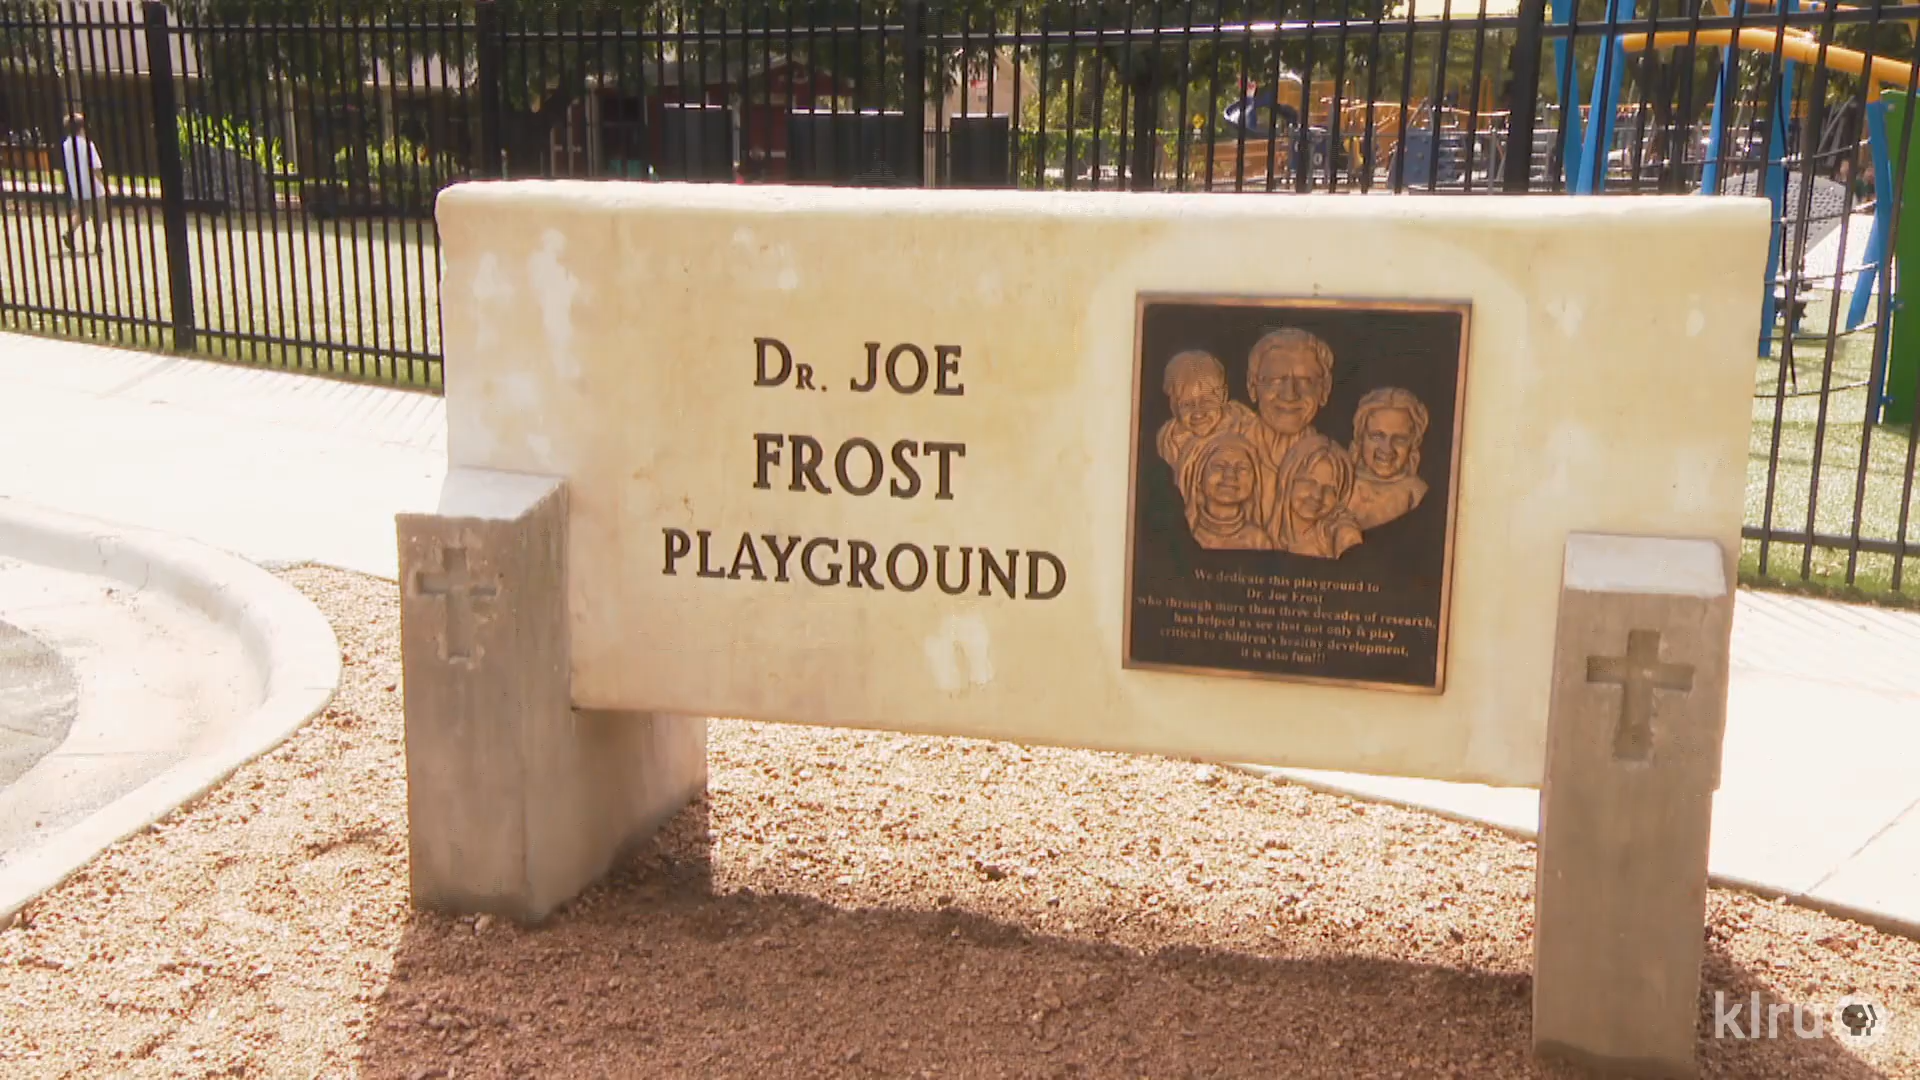 DR. JOE
FROST
PLAYGROUND
We dedicate this playground to
Dr. Joe Frost
who through more than three decades of research,
has helped us see that not only is play
critical to children's healthy development,
it is also fun!!!
klru